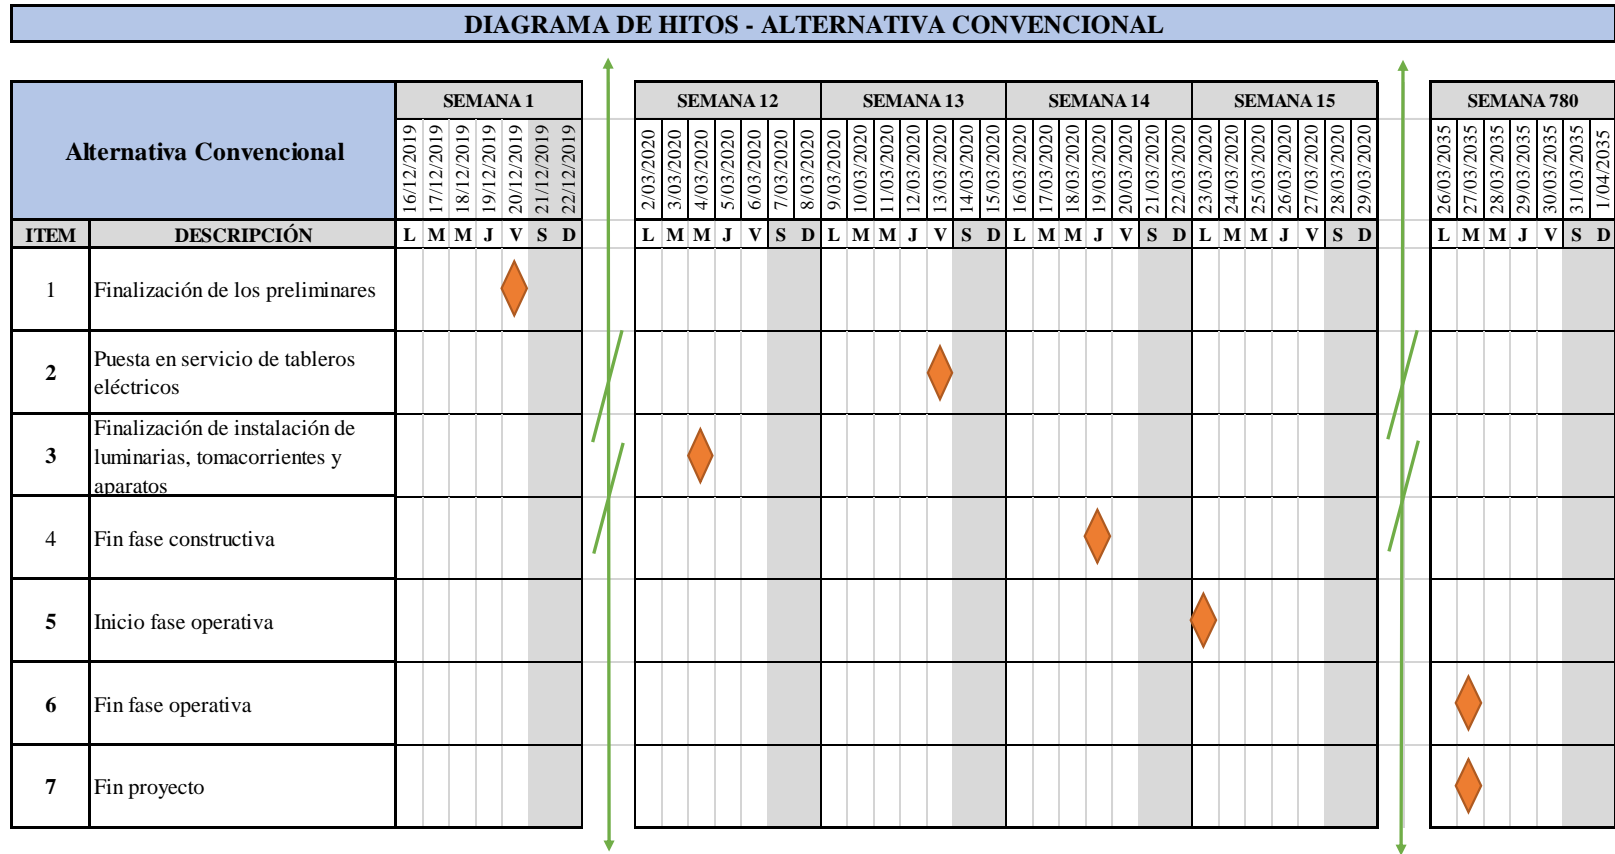 DIAGRAMA DE HITOS - ALTERNATIVA CONVENCIONAL
Alternativa Convencional
SEMANA 1 SEMANA 12 SEMANA 13 SEMANA 14 SEMANA 15 SEMANA 780
16/12/2019 17/12/2019 18/12/2019 19/12/2019 20/12/2019 21/12/2019 22/12/2019 2/03/2020 3/03/2020 4/03/2020 5/03/2020 6/03/2020 7/03/2020 8/03/2020 9/03/2020 10/03/2020 11/03/2020 12/03/2020 13/03/2020 14/03/2020 15/03/2020 16/03/2020 17/03/2020 18/03/2020 19/03/2020 20/03/2020 21/03/2020 22/03/2020 23/03/2020 24/03/2020 25/03/2020 26/03/2020 27/03/2020 28/03/2020 29/03/2020 26/03/2035 27/03/2035 28/03/2035 29/03/2035 30/03/2035 31/03/2035 1/04/2035
ITEM DESCRIPCIÓN L M M J V S D L M M J V S D L M M J V S D L M M J V S D L M M J V S D L M M J V S D
1 Finalización de los preliminares
2 Puesta en servicio de tableros
eléctricos
3 Finalización de instalación de
luminarias, tomacorrientes y
aparatos
4 Fin fase constructiva
5 Inicio fase operativa
6 Fin fase operativa
7 Fin proyecto